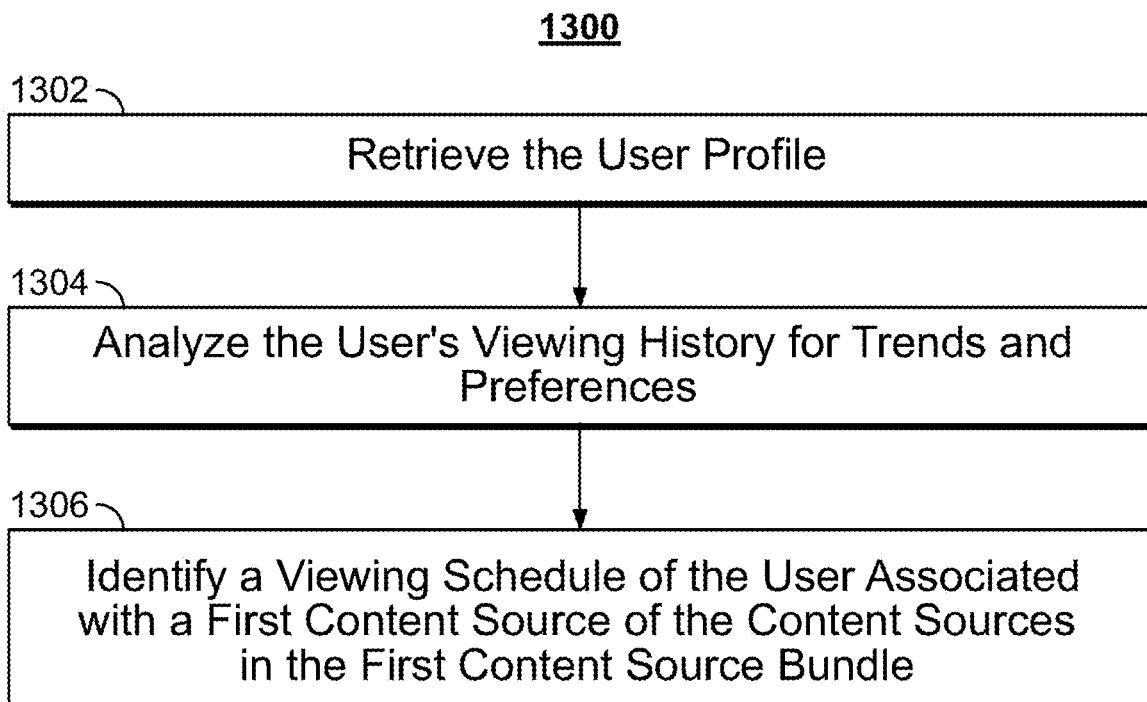 1300
1302
Retrieve the User Profile
1304
Analyze the User's Viewing History for Trends and
Preferences
1306
Identify a Viewing Schedule of the User Associated
with a First Content Source of the Content Sources
in the First Content Source Bundle